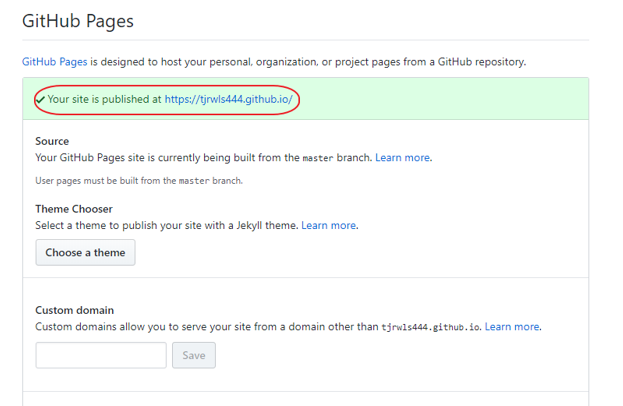 GitHub Pages
GitHub Pages is designed to host your personal, organization, or project pages from a GitHub repository.
✔ Your site is published at https://tjrwls444.github.io/
Source
Your GitHub Pages site is currently being built from the master branch. Learn more.
User pages must be built from the master branch.
Theme Chooser
Select a theme to publish your site with a Jekyll theme. Learn more.
Choose a theme
Custom domain
Custom domains allow you to serve your site from a domain other than tjrwls444.github.io. Learn more.
Save